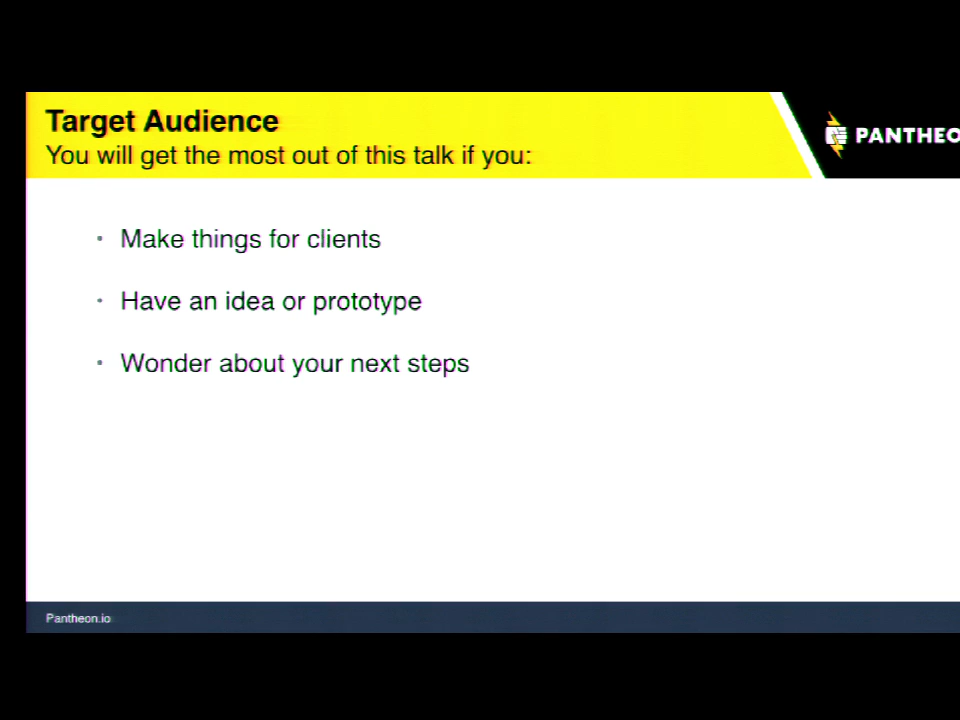 Target Audience
You will get the most out of this talk if you:
PANTHEO
• Make things for clients
• Have an idea or prototype
• Wonder about your next steps
Pantheon.io